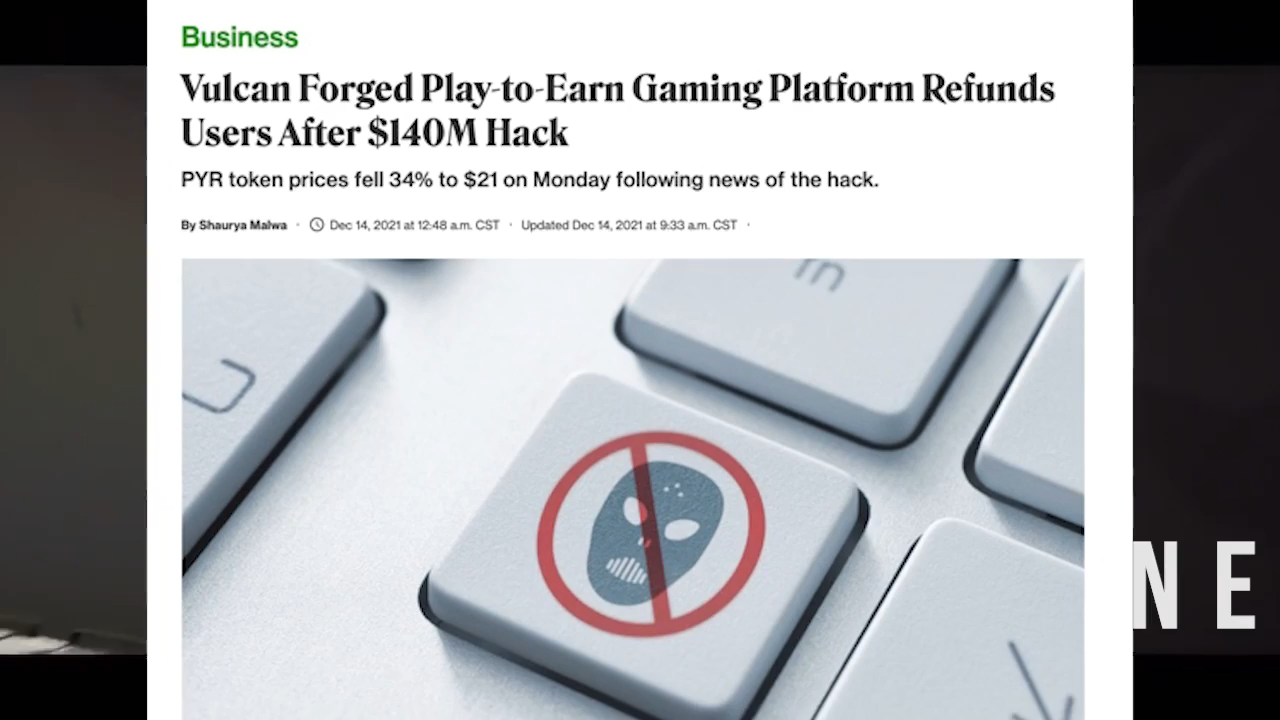 Business
Vulcan Forged Play-to-Earn Gaming Platform Refunds
Users After $140M Hack
PYR token prices fell 34% to $21 on Monday following news of the hack.
By Shaurya Malwa · Dec 14, 2021 at 12:48 a.m. CST · Updated Dec 14, 2021 at 9:33 a.m. CST ·
NE